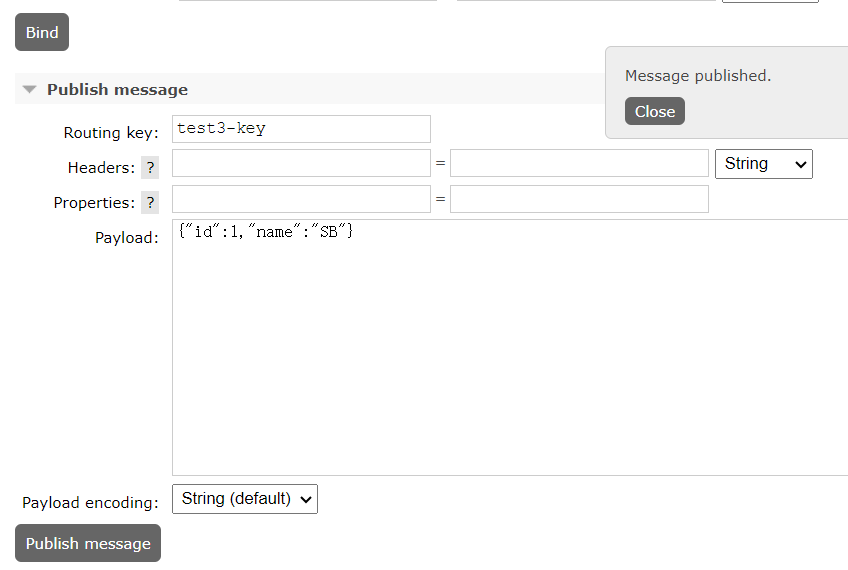 Bind
Publish message
Message published.
Close
Routing key: test3-key
Headers: ? = String
Properties: ? =
Payload: {"id":1,"name":"SB"}
Payload encoding: String (default)
Publish message